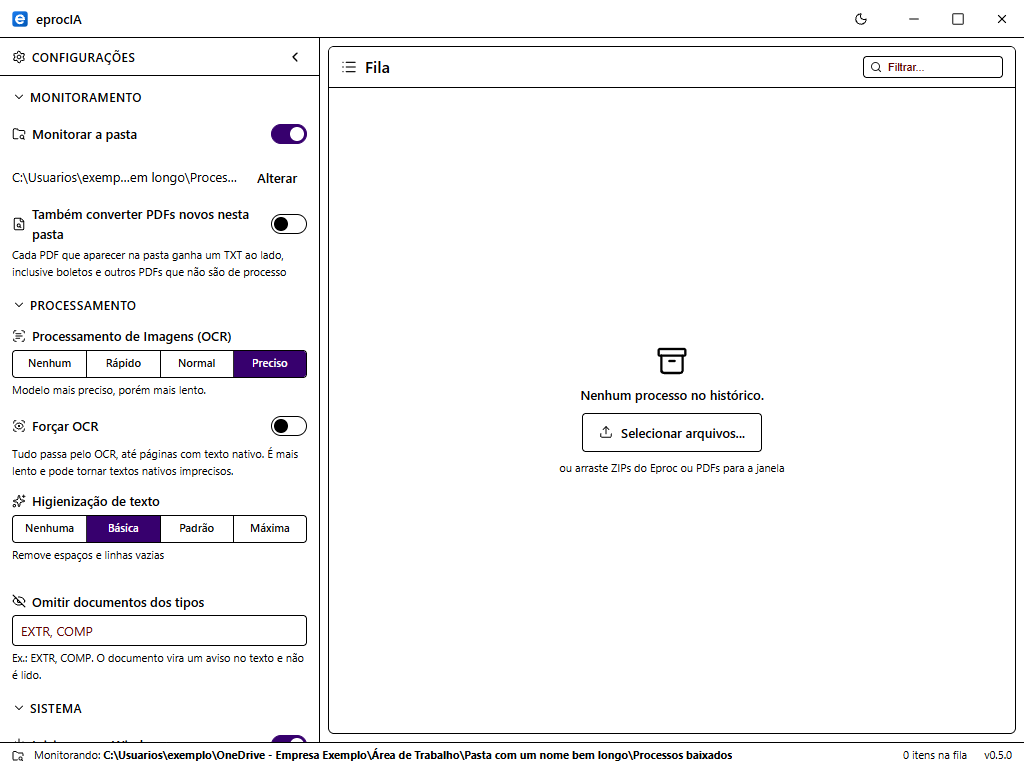 eprocIA
CONFIGURAÇÕES
MONITORAMENTO
Monitorar a pasta
C:\Usuarios\exemp...em longo\Proces...
Alterar
Também converter PDFs novos nesta
pasta
Cada PDF que aparecer na pasta ganha um TXT ao lado,
inclusive boletos e outros PDFs que não são de processo
PROCESSAMENTO
Processamento de Imagens (OCR)
Nenhum
Rápido
Normal
Preciso
Modelo mais preciso, porém mais lento.
Forçar OCR
Tudo passa pelo OCR, até páginas com texto nativo. É mais
lento e pode tornar textos nativos imprecisos.
Higienização de texto
Nenhuma
Básica
Padrão
Máxima
Remove espaços e linhas vazias
Omitir documentos dos tipos
EXTR, COMP
Ex.: EXTR, COMP. O documento vira um aviso no texto e não
é lido.
SISTEMA
Fila
Filtrar...
Nenhum processo no histórico.
Selecionar arquivos...
ou arraste ZIPs do Eproc ou PDFs para a janela
Monitorando: C:\Usuarios\exemplo\OneDrive - Empresa Exemplo\Área de Trabalho\Pasta com um nome bem longo\Processos baixados
0 itens na fila
v0.5.0